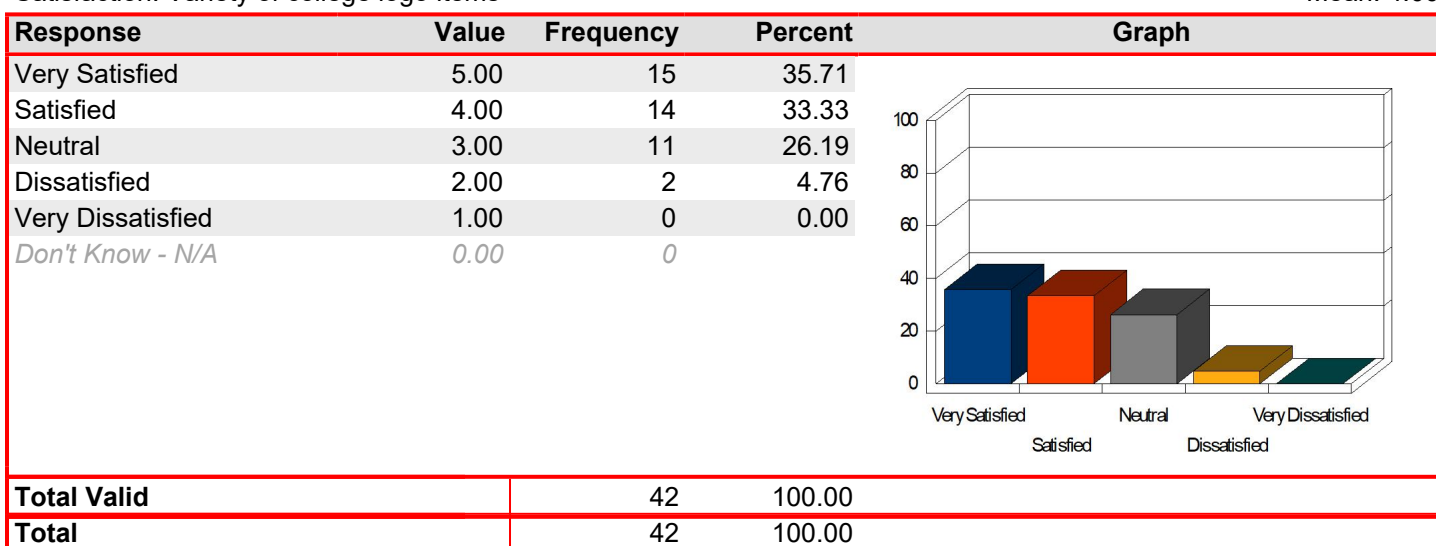 Response Value Frequency Percent Graph
Very Satisfied 5.00 15 35.71
Satisfied 4.00 14 33.33
Neutral 3.00 11 26.19
Dissatisfied 2.00 2 4.76
Very Dissatisfied 1.00 0 0.00
Don't Know - N/A 0.00 0
100
80
60
40
20
0
Very Satisfied Neutral Very Dissatisfied
Satisfied Dissatisfied
Total Valid 42 100.00
Total 42 100.00